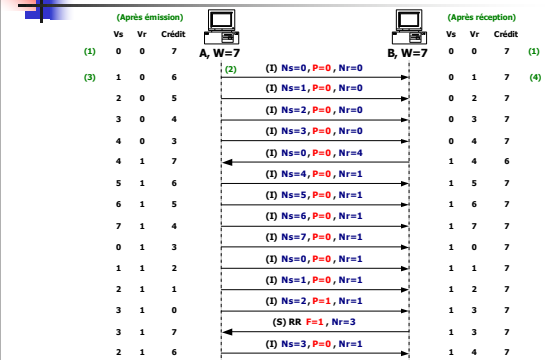 (Après émission) (Après réception)
Vs Vr Crédit A, W=7 B, W=7 Vs Vr Crédit
(1) 0 0 7 0 0 7 (1)
(3) 1 0 6 (2) (I) Ns=0, P=0, Nr=0 0 1 7 (4)
2 0 5 (I) Ns=1, P=0, Nr=0 0 2 7
3 0 4 (I) Ns=2, P=0, Nr=0 0 3 7
4 0 3 (I) Ns=3, P=0, Nr=0 0 4 7
4 1 7 (I) Ns=0, P=0, Nr=4 1 4 6
5 1 6 (I) Ns=4, P=0, Nr=1 1 5 7
6 1 5 (I) Ns=5, P=0, Nr=1 1 6 7
7 1 4 (I) Ns=6, P=0, Nr=1 1 7 7
0 1 3 (I) Ns=7, P=0, Nr=1 1 0 7
1 1 2 (I) Ns=0, P=0, Nr=1 1 1 7
2 1 1 (I) Ns=1, P=0, Nr=1 1 2 7
3 1 0 (I) Ns=2, P=1, Nr=1 1 3 7
3 1 7 (S) RR F=1, Nr=3 1 3 7
2 1 6 (I) Ns=3, P=0, Nr=1 1 4 7